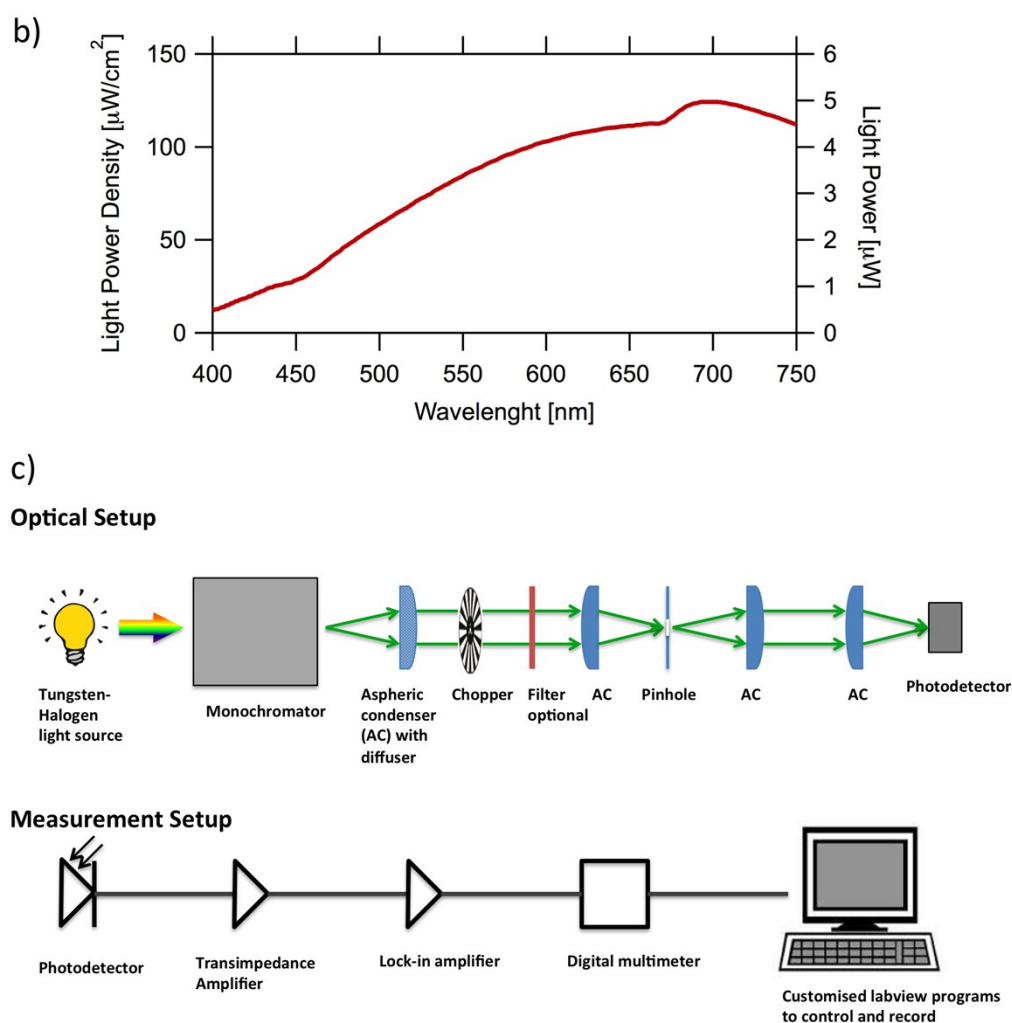 b)
Light Power Density [µW/cm²]
150
100
50
0
6
5
4
3
2
1
0
Light Power [µW]
400 450 500 550 600 650 700 750
Wavelenght [nm]
c)
Optical Setup
Tungsten-
Halogen
light source
Monochromator
Aspheric
condenser
(AC) with
diffuser
Chopper
Filter
optional
AC
Pinhole
AC
AC
Photodetector
Measurement Setup
Photodetector
Transimpedance
Amplifier
Lock-in amplifier
Digital multimeter
Customised labview programs
to control and record